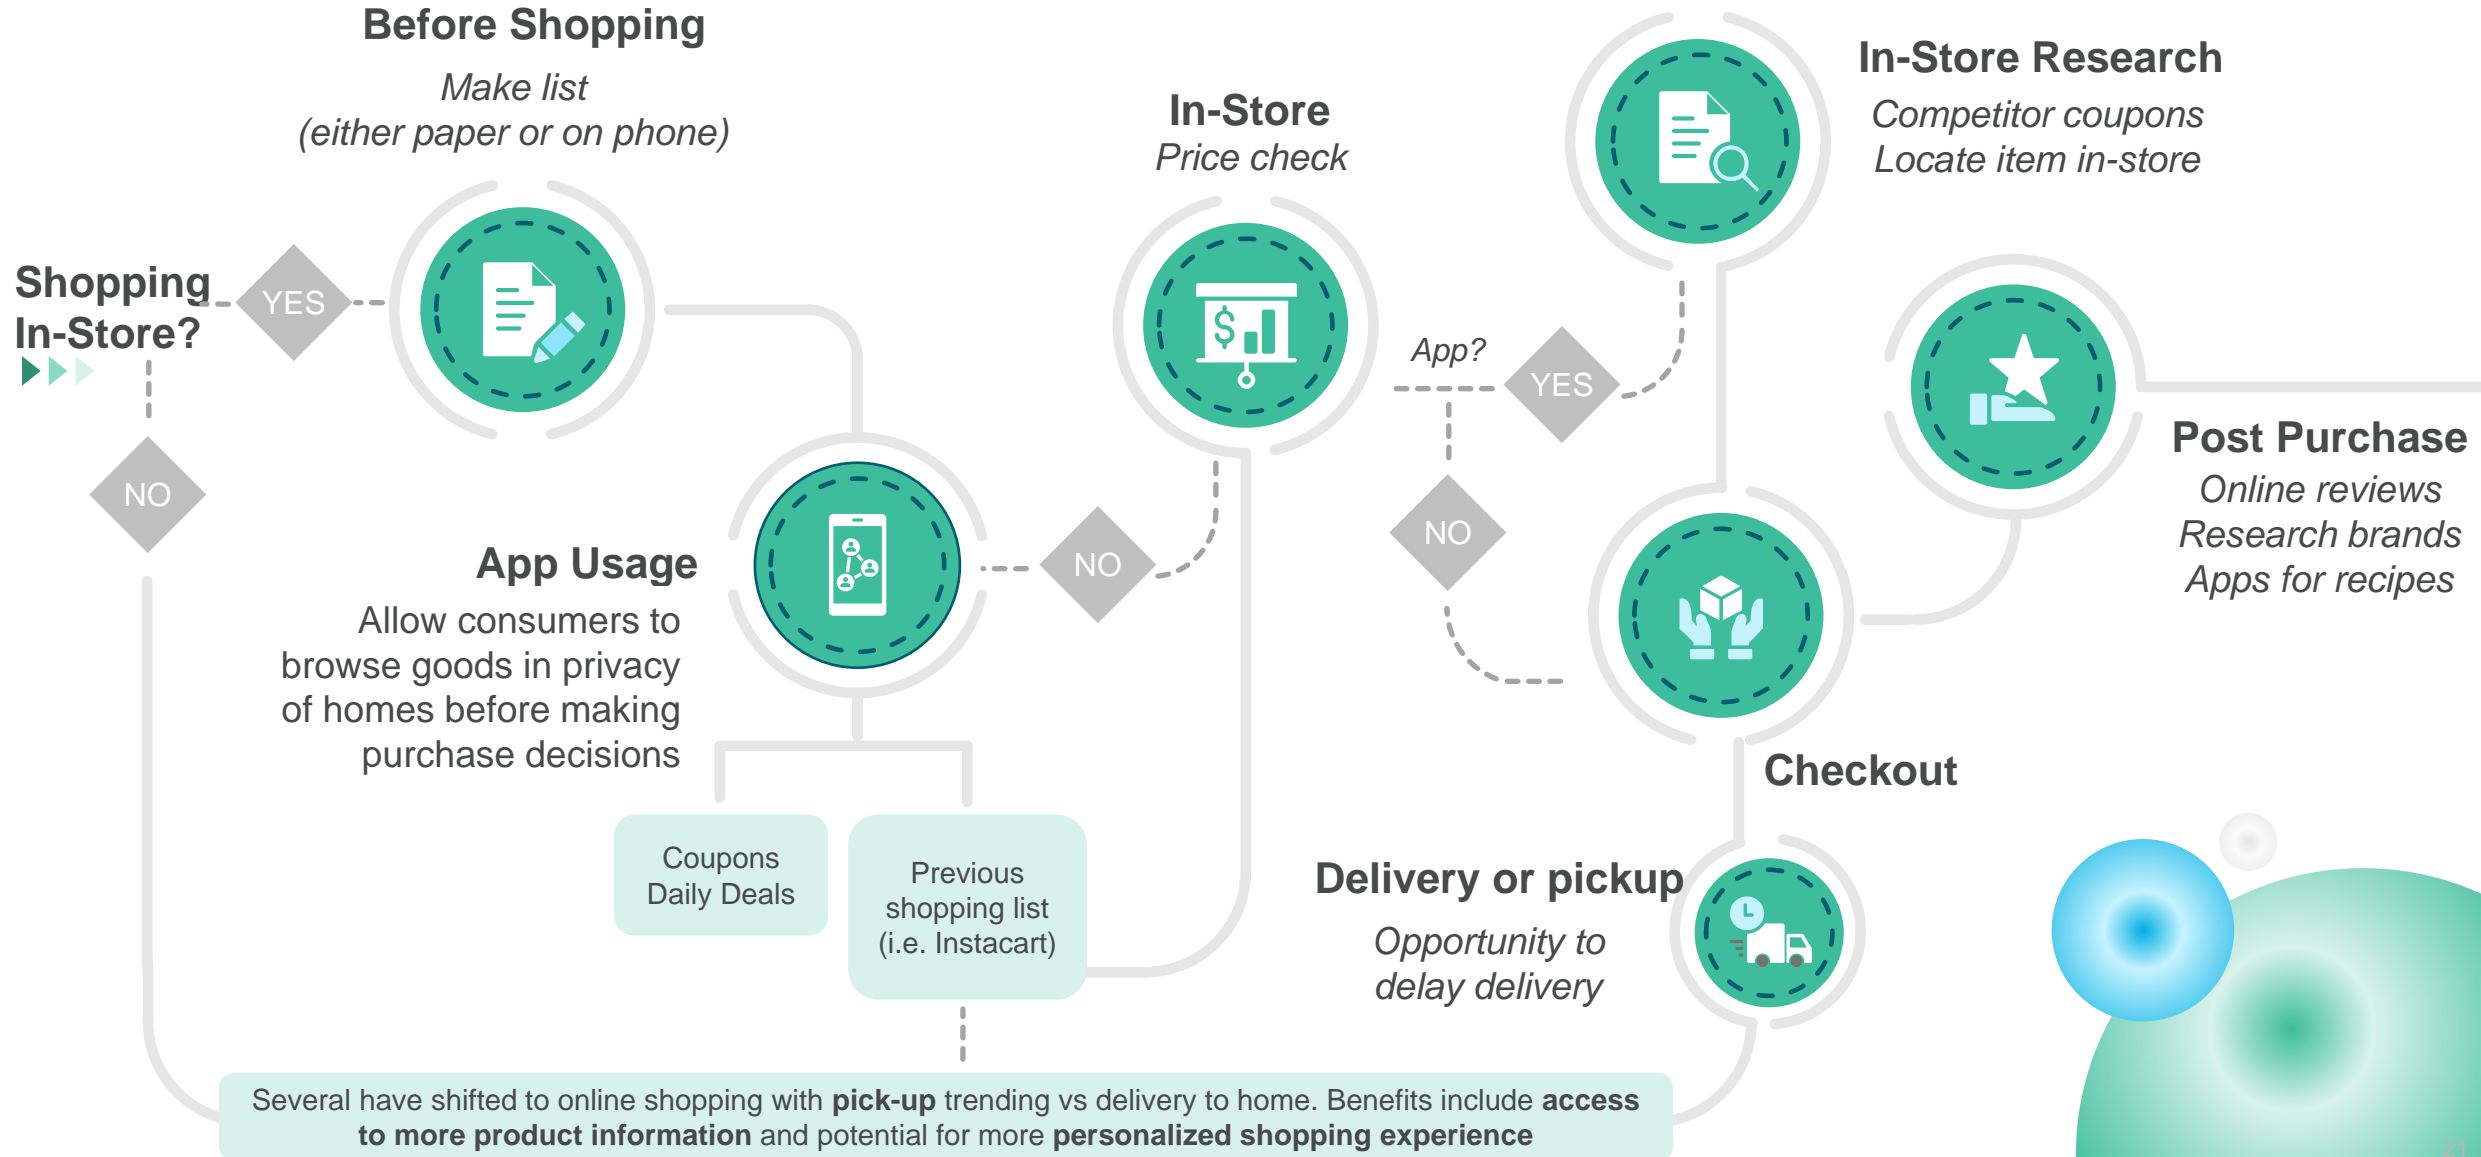 Before Shopping
Make list
(either paper or on phone)
Shopping
In-Store?
YES
NO
App Usage
Allow consumers to
browse goods in privacy
of homes before making
purchase decisions
Coupons
Daily Deals
Previous
shopping list
(i.e. Instacart)
NO
In-Store
Price check
App?
YES
NO
In-Store Research
Competitor coupons
Locate item in-store
Checkout
Delivery or pickup
Opportunity to
delay delivery
Post Purchase
Online reviews
Research brands
Apps for recipes
$
Several have shifted to online shopping with pick-up trending vs delivery to home. Benefits include access
to more product information and potential for more personalized shopping experience
21